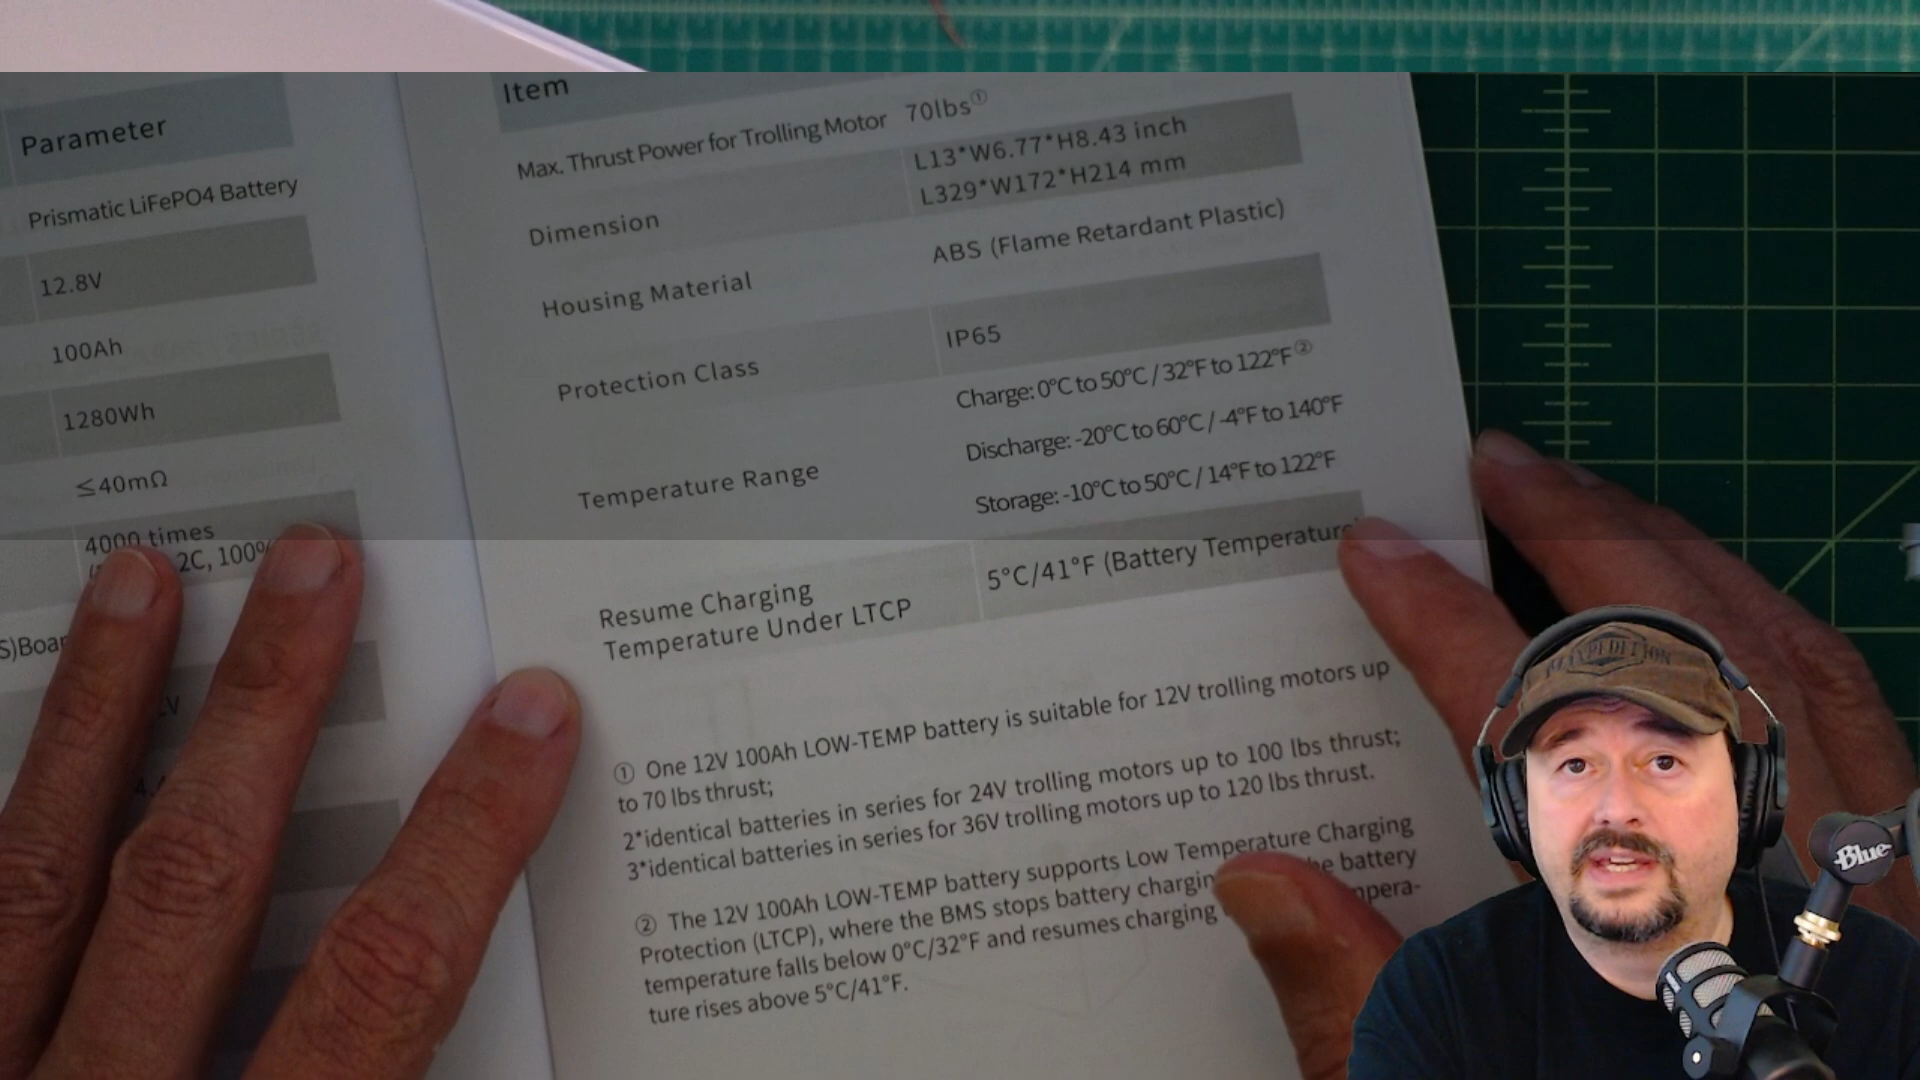 Parameter
Prismatic LiFePO4 Battery
12.8V
100Ah
1280Wh
≤40mΩ
4000 times
2C, 100%
Item
Max. Thrust Power for Trolling Motor 70lbs①
Dimension
L13*W6.77*H8.43 inch
L329*W172*H214 mm
Housing Material
ABS (Flame Retardant Plastic)
Protection Class
IP65
Temperature Range
Charge: 0°C to 50°C / 32°F to 122°F②
Discharge: -20°C to 60°C / -4°F to 140°F
Storage: -10°C to 50°C / 14°F to 122°F
Resume Charging
Temperature Under LTCP
5°C/41°F (Battery Temperature)
① One 12V 100Ah LOW-TEMP battery is suitable for 12V trolling motors up
to 70 lbs thrust;
2*identical batteries in series for 24V trolling motors up to 100 lbs thrust;
3*identical batteries in series for 36V trolling motors up to 120 lbs thrust.
② The 12V 100Ah LOW-TEMP battery supports Low Temperature Charging
Protection (LTCP), where the BMS stops battery charging battery
temperature falls below 0°C/32°F and resumes charging
ture rises above 5°C/41°F.
Blue